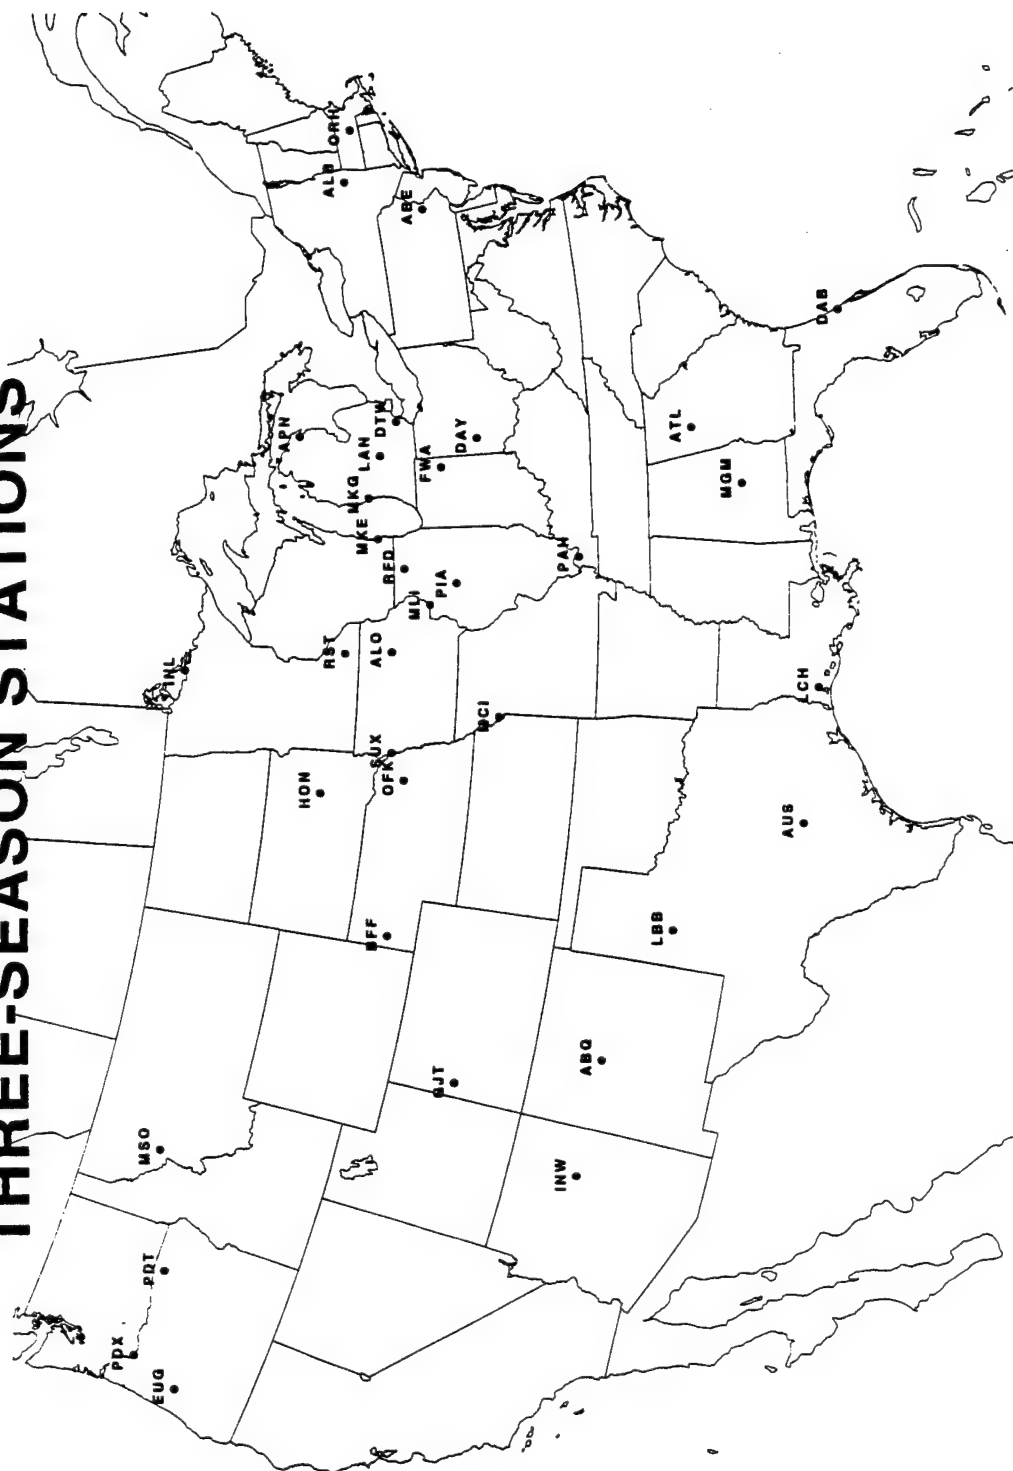 THREE-SEASON STATIONS
PDX
EUG
PDT
MSO
INW
GJT
ABQ
BFF
LBB
HON
OFK
SUX
AUS
MCI
LCH
INL
RST
ALO
MLI
PIA
RFD
PAH
MKE
MKG
LAN
APN
DTW
FWA
DAY
MGM
ATL
DAB
ABE
ALB
ORH